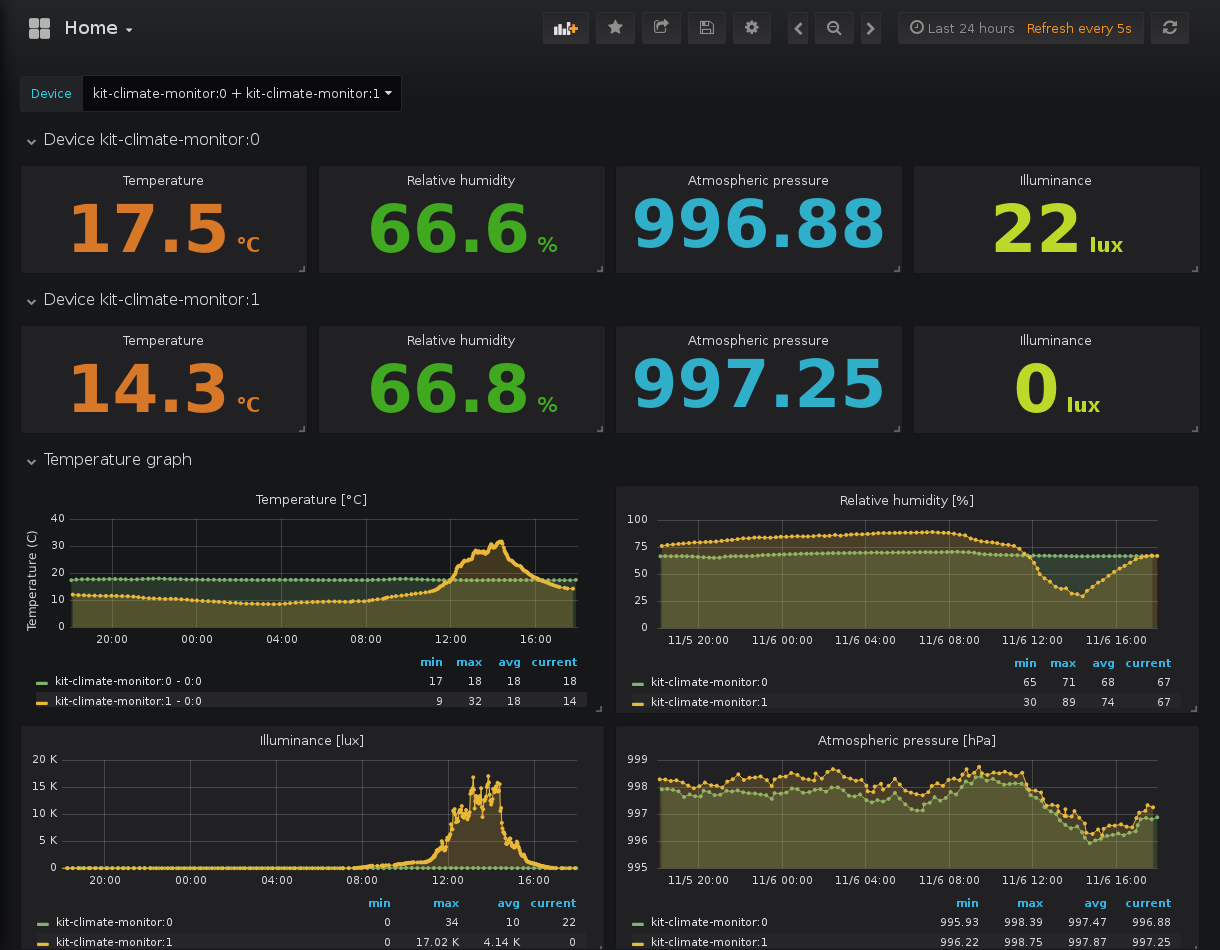 Home
Last 24 hours Refresh every 5s
Device kit-climate-monitor:0 + kit-climate-monitor:1
Device kit-climate-monitor:0
Temperature Relative humidity Atmospheric pressure Illuminance
17.5 °C 66.6 % 996.88 22 lux
Device kit-climate-monitor:1
Temperature Relative humidity Atmospheric pressure Illuminance
14.3 °C 66.8 % 997.25 0 lux
Temperature graph
Temperature [°C]
Temperature (C)
40
30
20
10
0
20:00 00:00 04:00 08:00 12:00 16:00
min max avg current
kit-climate-monitor:0 - 0:0 17 18 18 18
kit-climate-monitor:1 - 0:0 9 32 18 14
Relative humidity [%]
100
75
50
25
0
11/5 20:00 11/6 00:00 11/6 04:00 11/6 08:00 11/6 12:00 11/6 16:00
min max avg current
kit-climate-monitor:0 65 71 68 67
kit-climate-monitor:1 30 89 74 67
Illuminance [lux]
20 K
15 K
10 K
5 K
0
20:00 00:00 04:00 08:00 12:00 16:00
min max avg current
kit-climate-monitor:0 0 34 10 22
kit-climate-monitor:1 0 17.02 K 4.14 K 0
Atmospheric pressure [hPa]
999
998
997
996
995
11/5 20:00 11/6 00:00 11/6 04:00 11/6 08:00 11/6 12:00 11/6 16:00
min max avg current
kit-climate-monitor:0 995.93 998.39 997.47 996.88
kit-climate-monitor:1 996.22 998.75 997.87 997.25